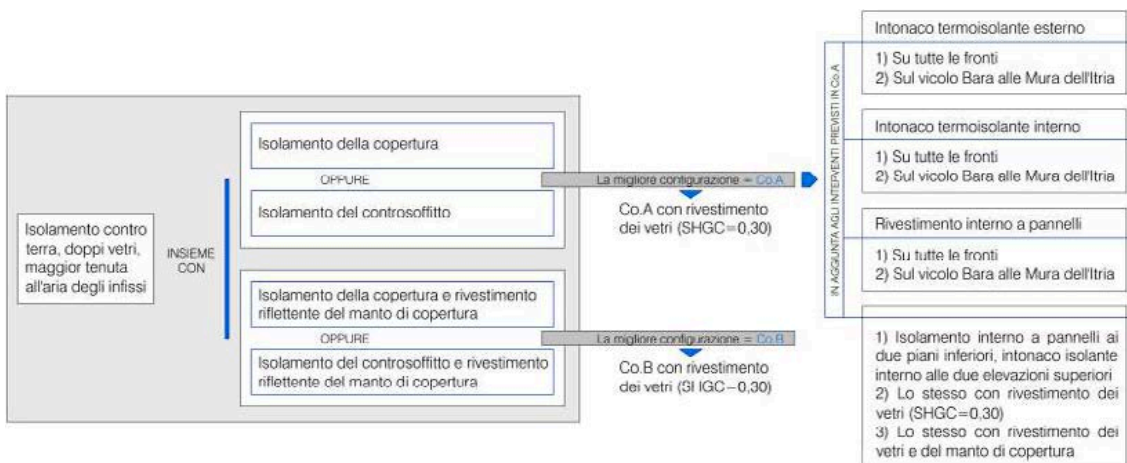 Isolamento contro
terra, doppi vetri,
maggior tenuta
all'aria degli infissi
INSIEME
CON
Isolamento della copertura
OPPURE
Isolamento del controsoffitto
Isolamento della copertura e rivestimento
riflettente del manto di copertura
OPPURE
Isolamento del controsoffitto e rivestimento
riflettente del manto di copertura
La migliore configurazione = Co.A
Co.A con rivestimento
dei vetri (SHGC=0,30)
La migliore configurazione = Co.B
Co.B con rivestimento
dei vetri (SHGC=0,30)
IN AGGIUNTA AGLI INTERVENTI PREVISTI IN Co.A
Intonaco termoisolante esterno
1) Su tutte le fronti
2) Sul vicolo Bara alle Mura dell'Itria
Intonaco termoisolante interno
1) Su tutte le fronti
2) Sul vicolo Bara alle Mura dell'Itria
Rivestimento interno a pannelli
1) Su tutte le fronti
2) Sul vicolo Bara alle Mura dell'Itria
1) Isolamento interno a pannelli ai
due piani inferiori, intonaco isolante
interno alle due elevazioni superiori
2) Lo stesso con rivestimento dei
vetri (SHGC=0,30)
3) Lo stesso con rivestimento dei
vetri e del manto di copertura